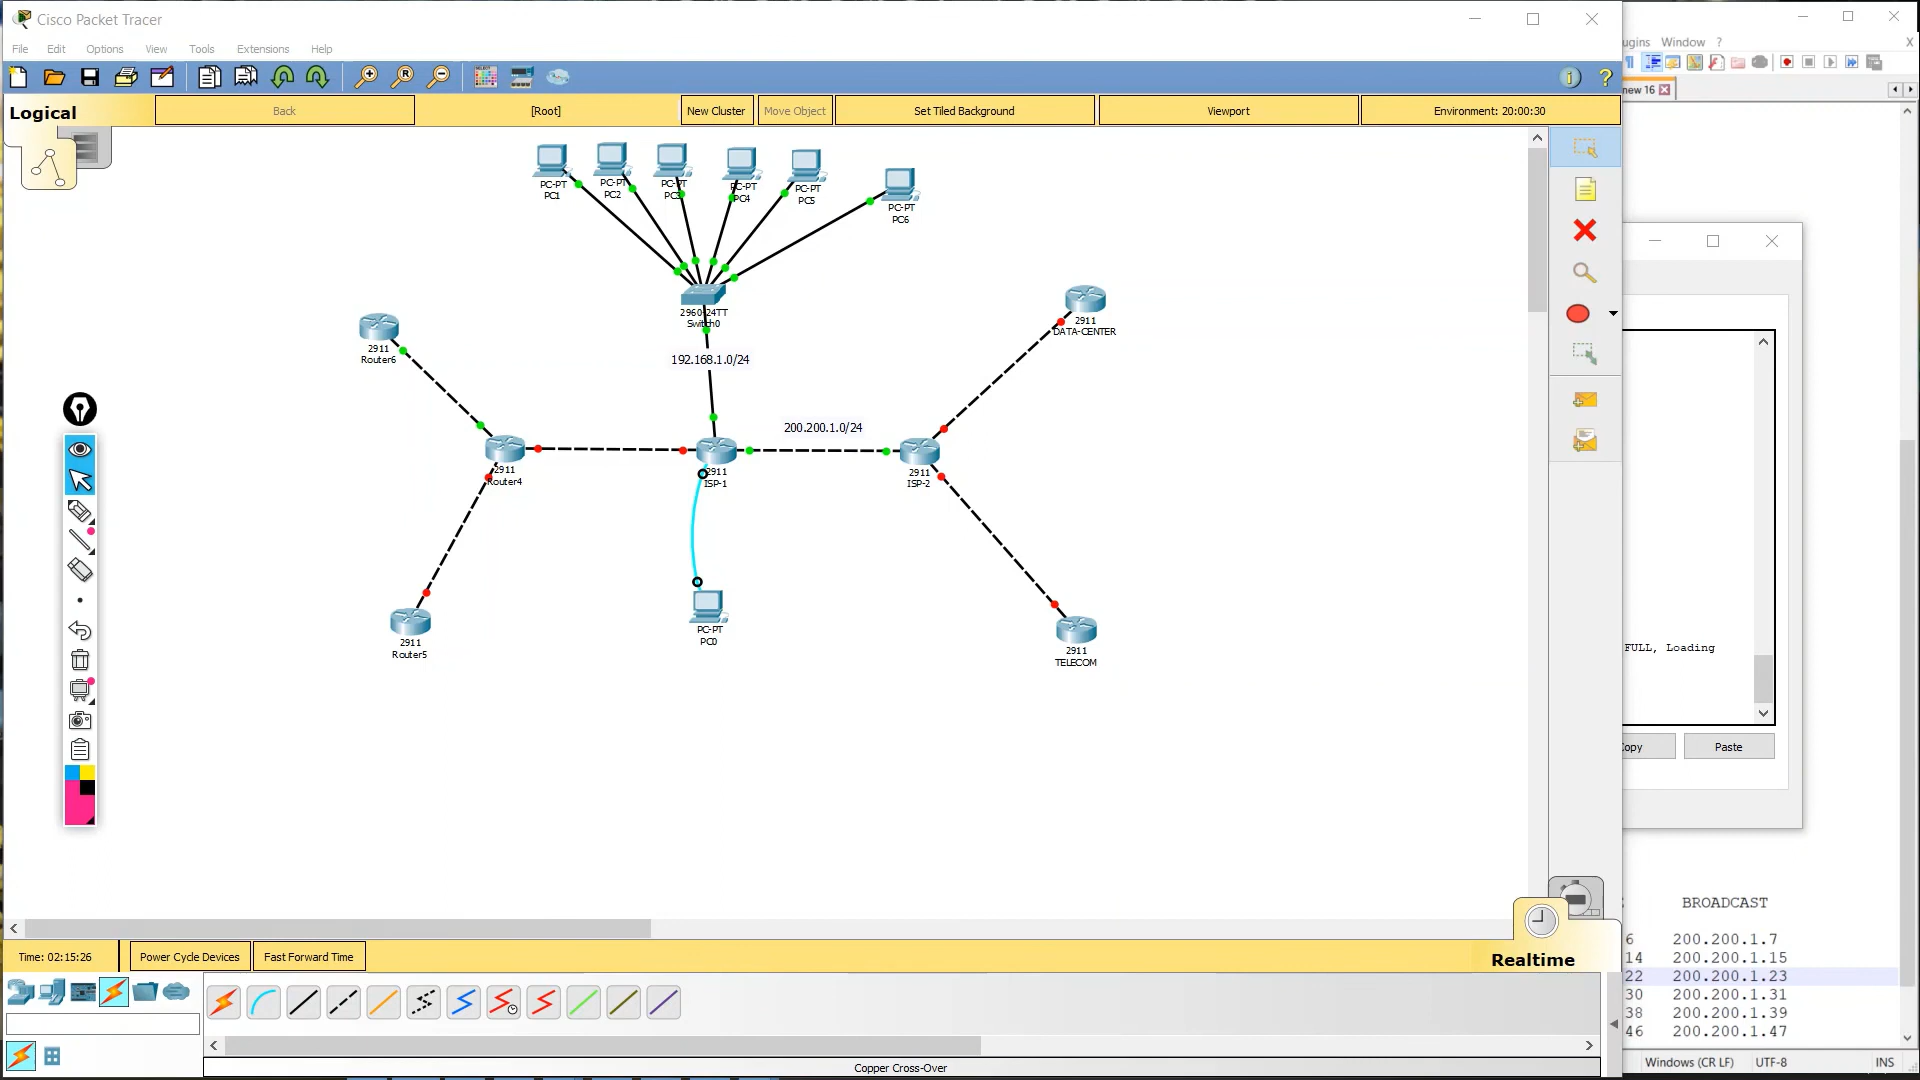 Cisco Packet Tracer
File Edit Options View Tools Extensions Help
ugins Window ? X
new 16
Logical Back [Root] New Cluster Move Object Set Tiled Background Viewport Environment: 20:00:30
PC-PT
PC1
PC-PT
PC2
PC-PT
PC3
PC-PT
PC4
PC-PT
PC5
PC-PT
PC6
2960-24TT
Switch0
2911
DATA-CENTER
2911
Router6
192.168.1.0/24
200.200.1.0/24
2911
Router4
2911
ISP-1
2911
ISP-2
PC-PT
PC0
2911
Router5
2911
TELECOM
FULL, Loading
opy Paste
BROADCAST
6 200.200.1.7
14 200.200.1.15
22 200.200.1.23
30 200.200.1.31
38 200.200.1.39
46 200.200.1.47
Time: 02:15:26 Power Cycle Devices Fast Forward Time Realtime
Copper Cross-Over
Windows (CR LF) UTF-8 INS